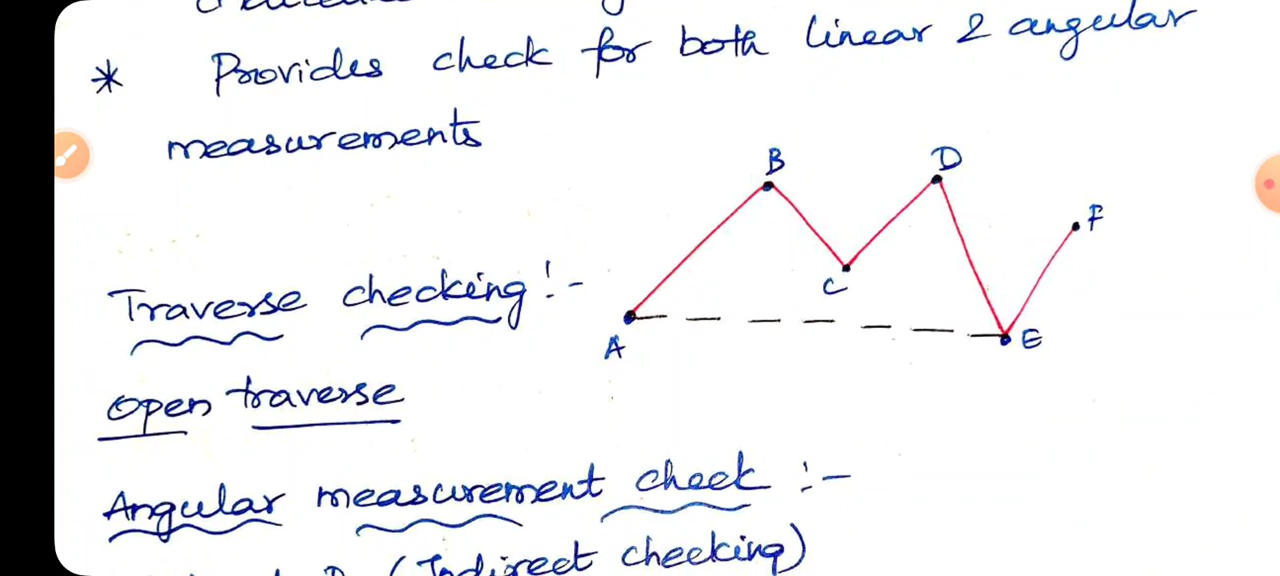 * Provides check for both linear & angular
measurements
B
D
F
Traverse checking :-
C
A
E
Open traverse
Angular measurement check :-
(Indirect checking)